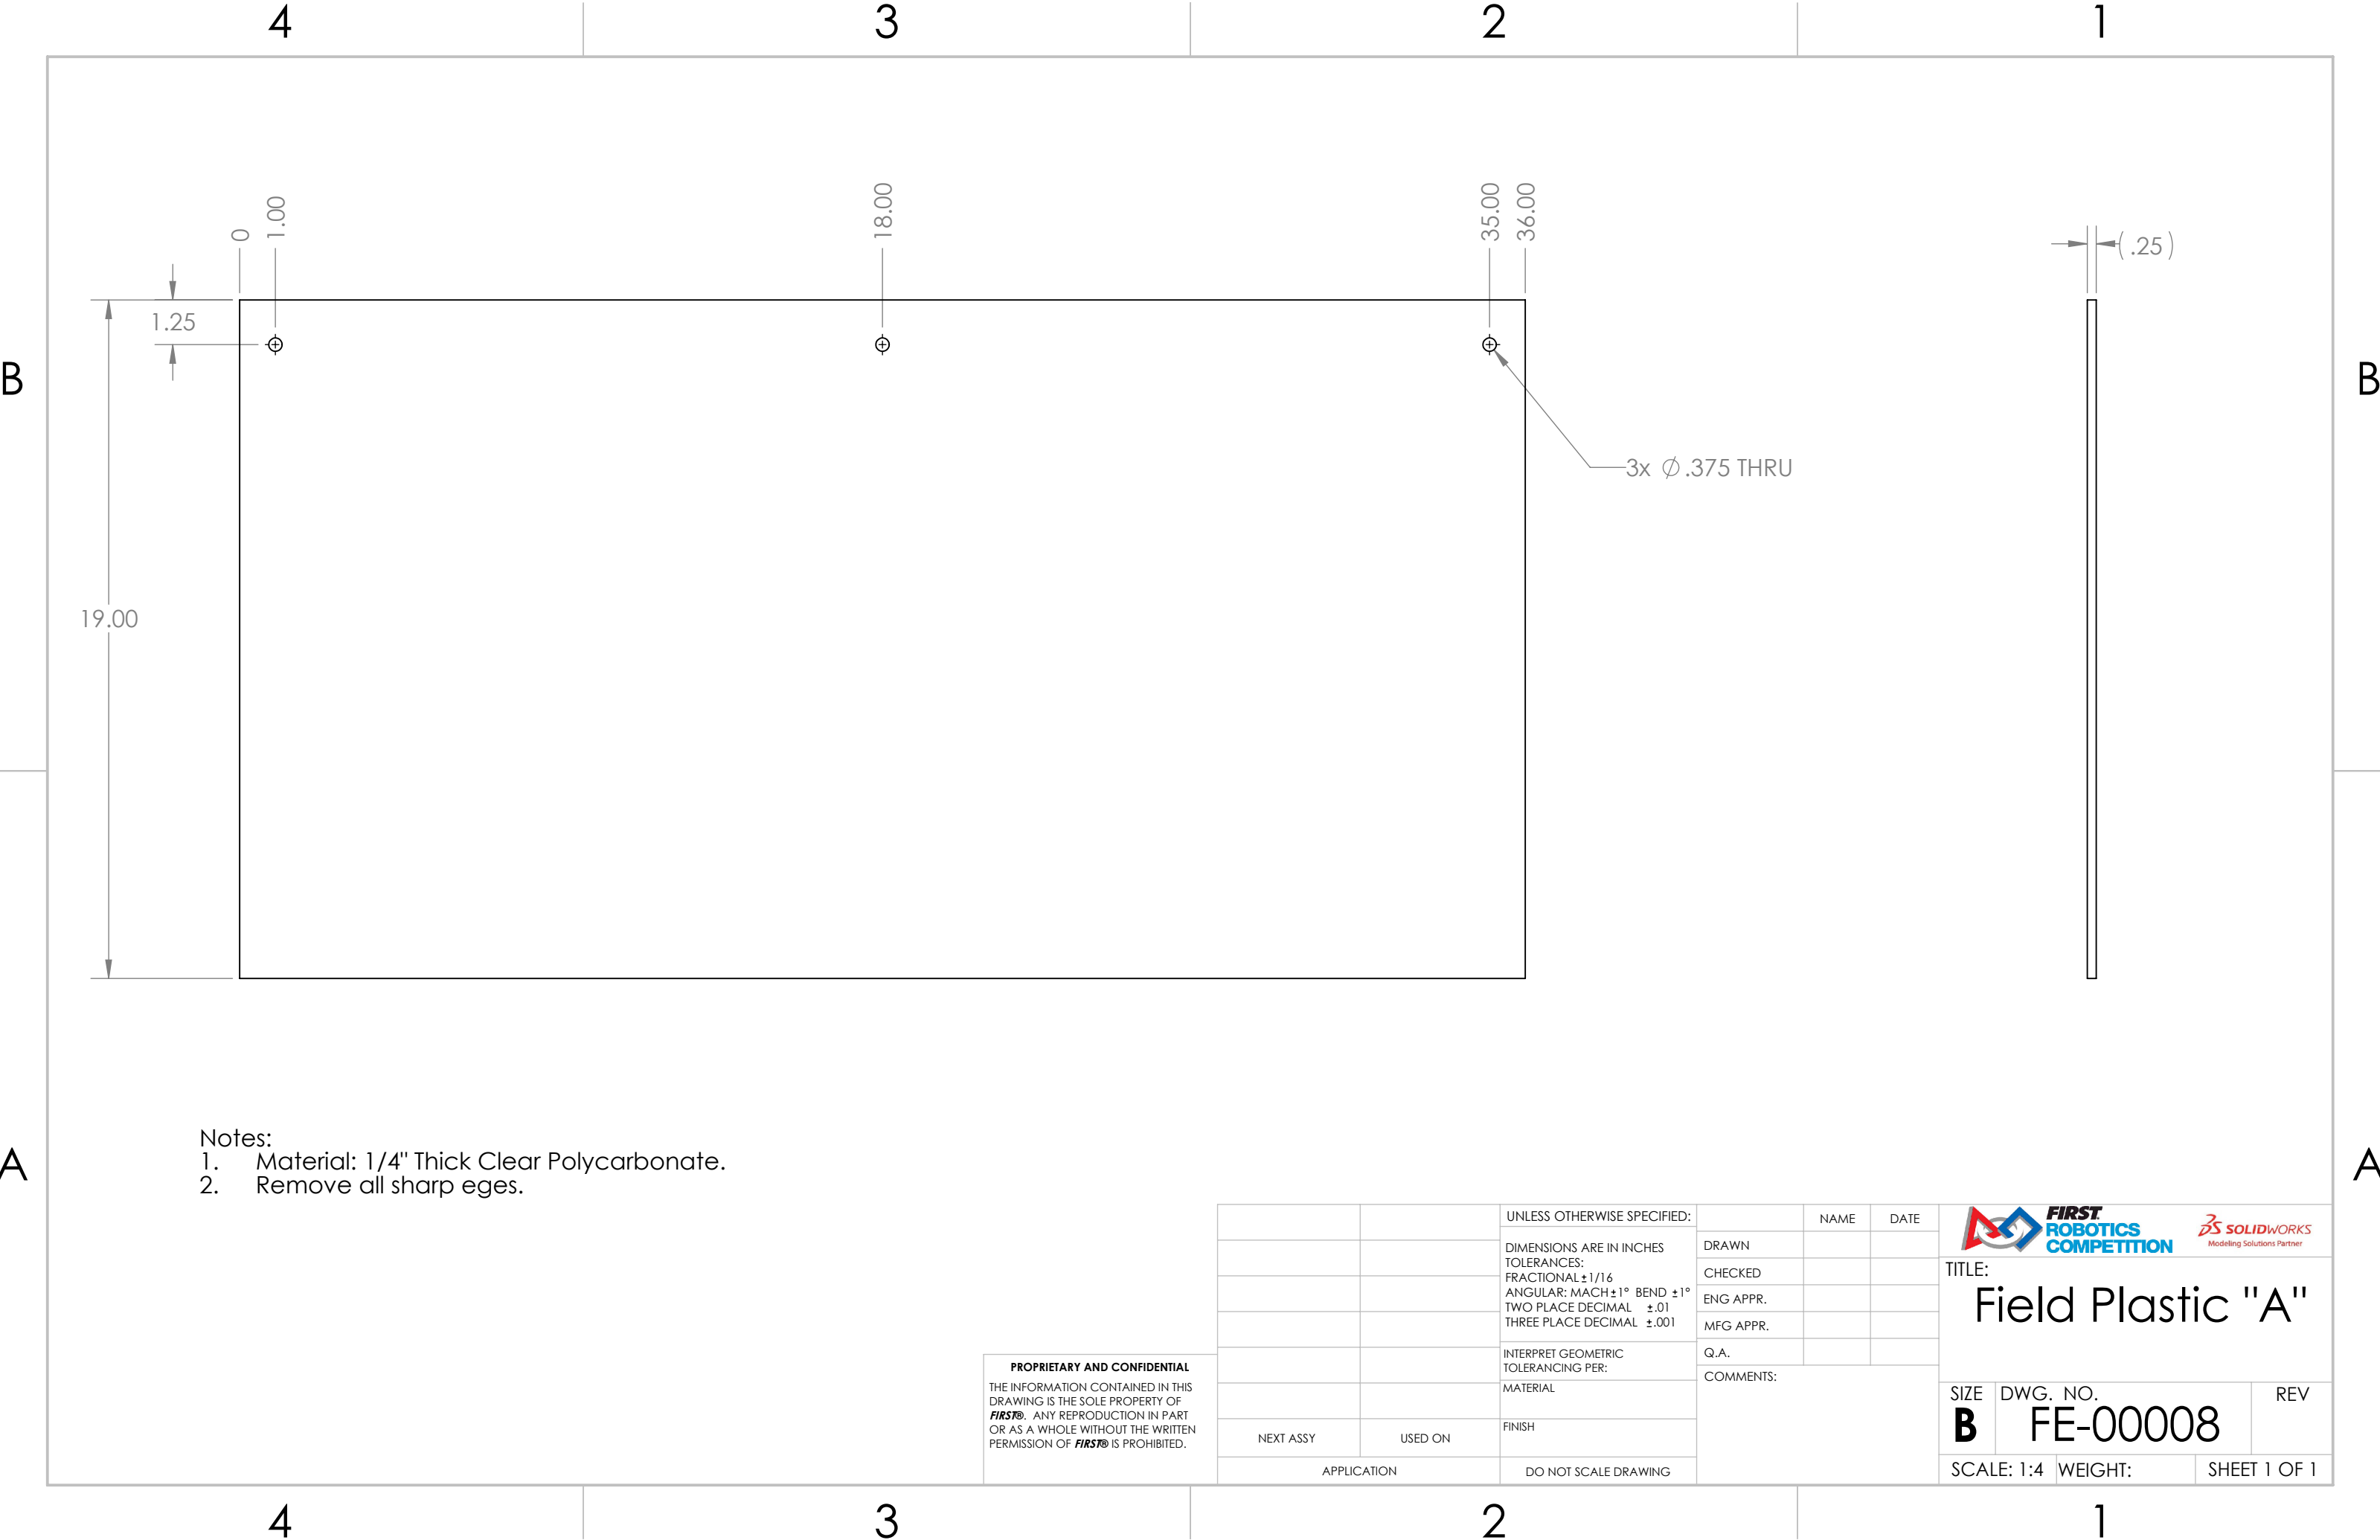 4 3 2 1
B B
0 1.00 18.00 35.00 36.00
(.25)
1.25
3x ∅.375 THRU
19.00
Notes:
1. Material: 1/4" Thick Clear Polycarbonate.
2. Remove all sharp eges.
A A
PROPRIETARY AND CONFIDENTIAL
THE INFORMATION CONTAINED IN THIS
DRAWING IS THE SOLE PROPERTY OF
FIRST®. ANY REPRODUCTION IN PART
OR AS A WHOLE WITHOUT THE WRITTEN
PERMISSION OF FIRST® IS PROHIBITED.
NEXT ASSY USED ON
APPLICATION
UNLESS OTHERWISE SPECIFIED:
DIMENSIONS ARE IN INCHES
TOLERANCES:
FRACTIONAL ±1/16
ANGULAR: MACH ±1° BEND ±1°
TWO PLACE DECIMAL ±.01
THREE PLACE DECIMAL ±.001
INTERPRET GEOMETRIC
TOLERANCING PER:
MATERIAL
FINISH
DO NOT SCALE DRAWING
NAME DATE
DRAWN
CHECKED
ENG APPR.
MFG APPR.
Q.A.
COMMENTS:
FIRST®
ROBOTICS
COMPETITION
SOLIDWORKS
Modeling Solutions Partner
TITLE:
Field Plastic "A"
SIZE DWG. NO. REV
B FE-00008
SCALE: 1:4 WEIGHT: SHEET 1 OF 1
4 3 2 1